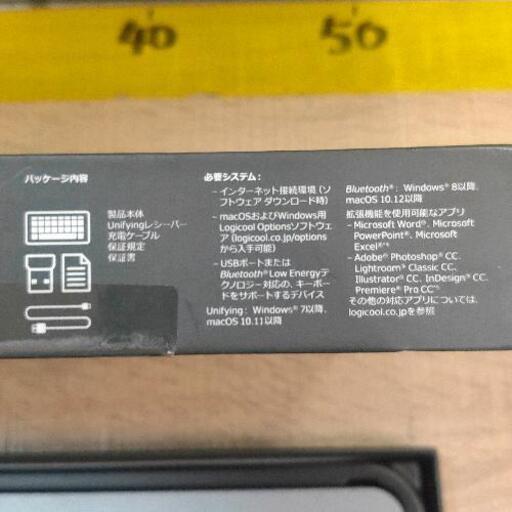 40
50
パッケージ内容
製品本体
Unifyingレシーバー
充電ケーブル
保証規定
保証書
必要システム：
- インターネット接続環境 (ソ
フトウェア ダウンロード時)
- macOSおよびWindows用
Logicool Optionsソフトウェ
ア (logicool.co.jp/options
から入手可能)
- USBポートまたは
Bluetooth® Low Energyテ
クノロジー対応の、キーボー
ドをサポートするデバイス
Unifying: Windows® 7以降,
macOS 10.11以降
Bluetooth®: Windows® 8以降,
macOS 10.12以降
拡張機能を使用可能なアプリ
- Microsoft Word®, Microsoft
PowerPoint®, Microsoft
Excel®
- Adobe® Photoshop® CC,
Lightroom® Classic CC,
Illustrator® CC, InDesign® CC,
Premiere® Pro CC
その他の対応アプリについては、
logicool.co.jpを参照